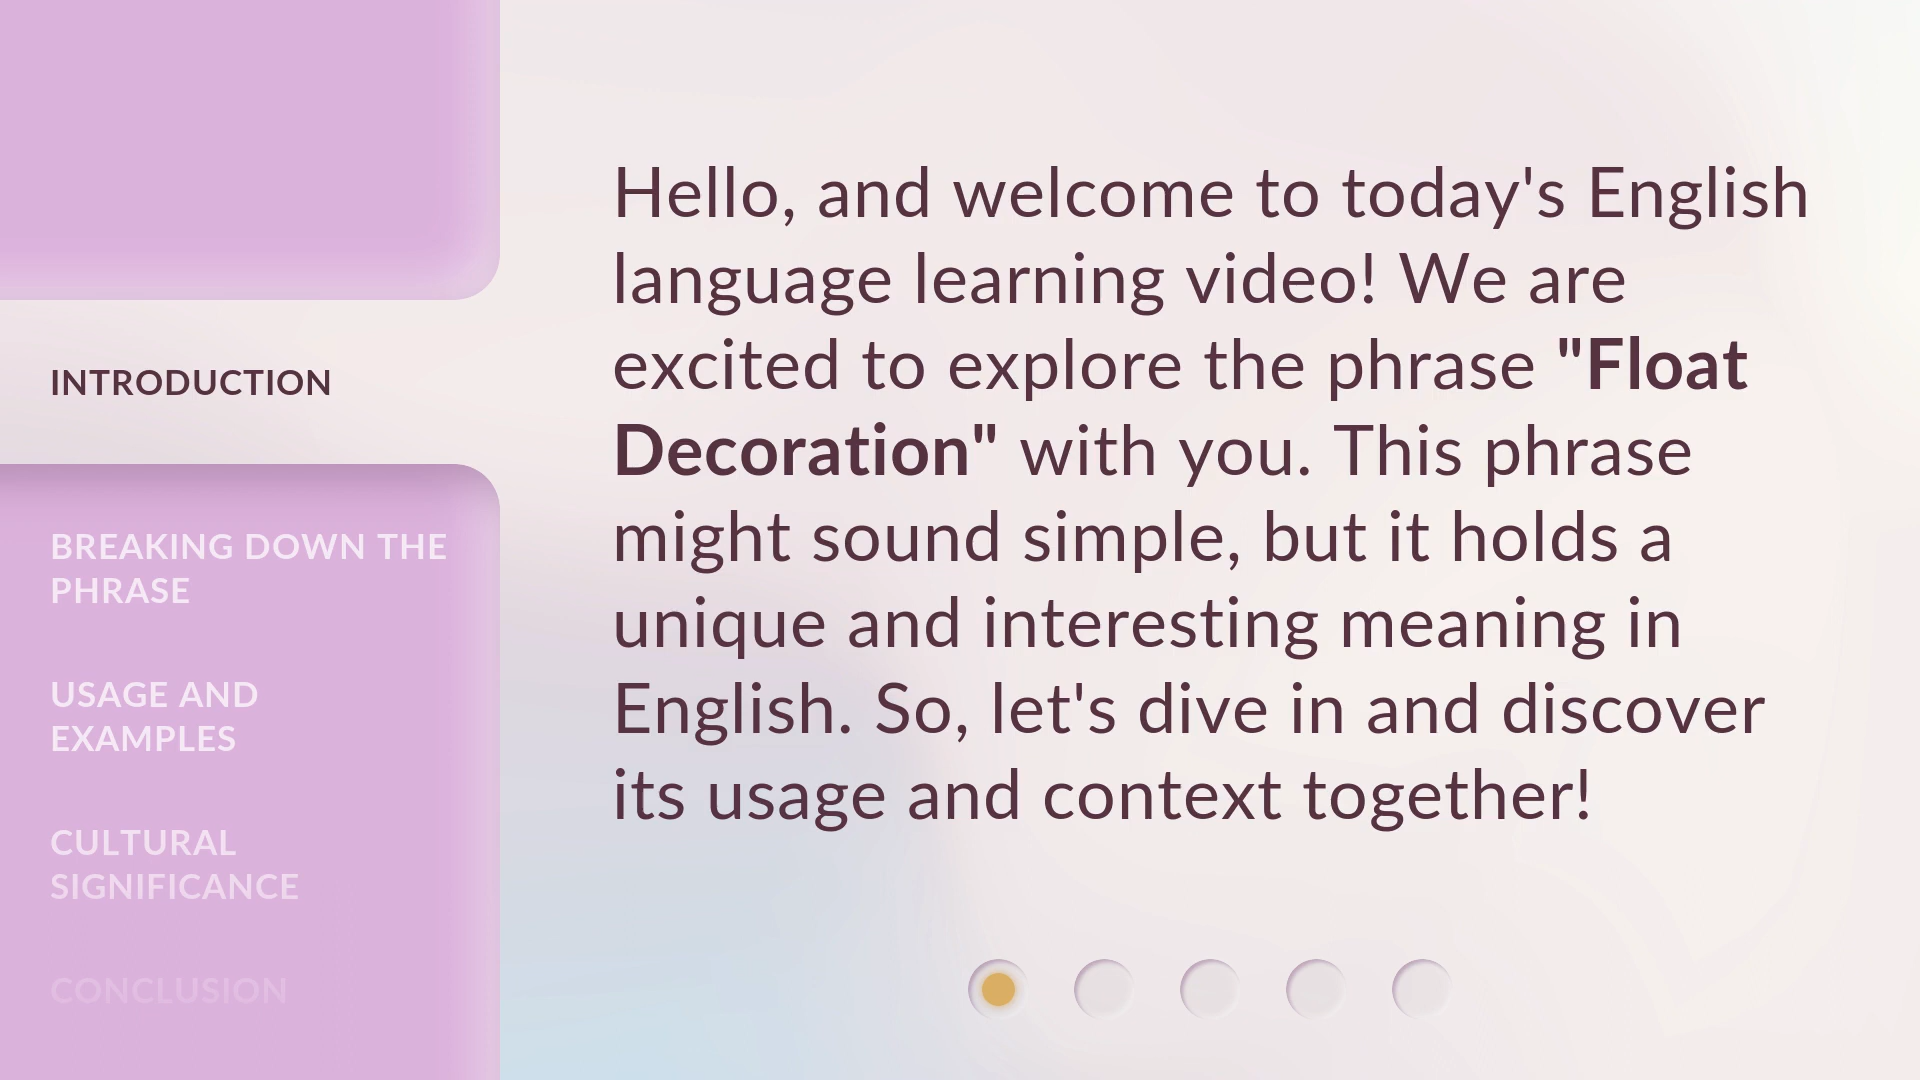 INTRODUCTION
BREAKING DOWN THE
PHRASE
USAGE AND
EXAMPLES
CULTURAL
SIGNIFICANCE
CONCLUSION
Hello, and welcome to today's English
language learning video! We are
excited to explore the phrase "Float
Decoration" with you. This phrase
might sound simple, but it holds a
unique and interesting meaning in
English. So, let's dive in and discover
its usage and context together!